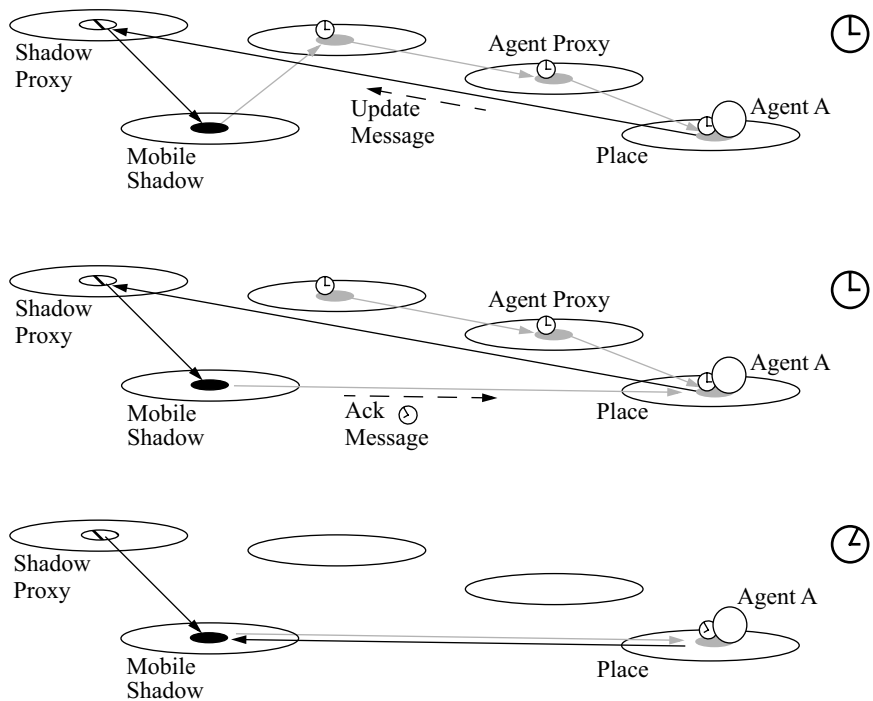 Shadow
Proxy
Agent Proxy
Update
Message
Agent A
Place
Mobile
Shadow
Shadow
Proxy
Agent Proxy
Agent A
Mobile
Shadow
Ack
Message
Place
Shadow
Proxy
Agent A
Mobile
Shadow
Place